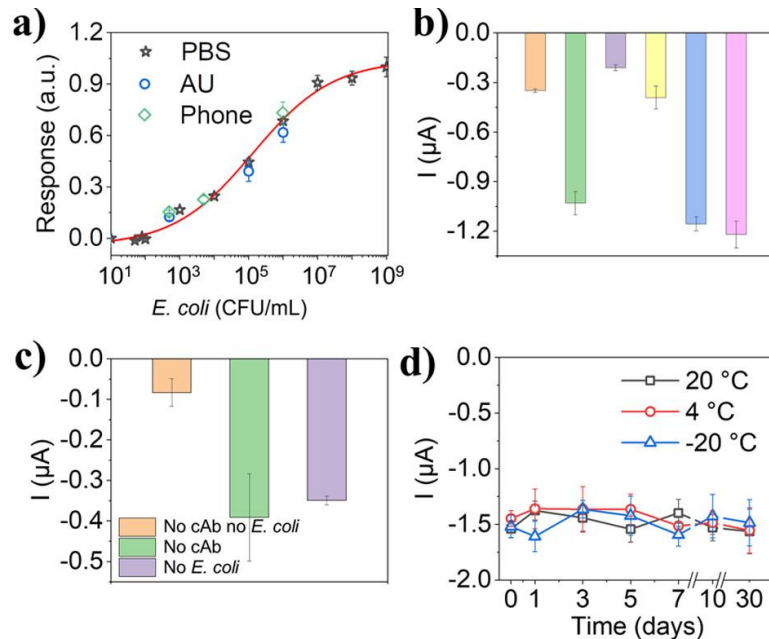 a)
1.2
0.9
0.6
0.3
0.0
Response (a.u.)
PBS
AU
Phone
10¹ 10³ 10⁵ 10⁷ 10⁹
E. coli (CFU/mL)
b)
0.0
-0.3
-0.6
-0.9
-1.2
I (μA)
c)
0.0
-0.1
-0.2
-0.3
-0.4
-0.5
I (μA)
No cAb no E. coli
No cAb
No E. coli
d)
0.0
-0.5
-1.0
-1.5
-2.0
I (μA)
20 °C
4 °C
-20 °C
0 1 3 5 7 10 30
Time (days)